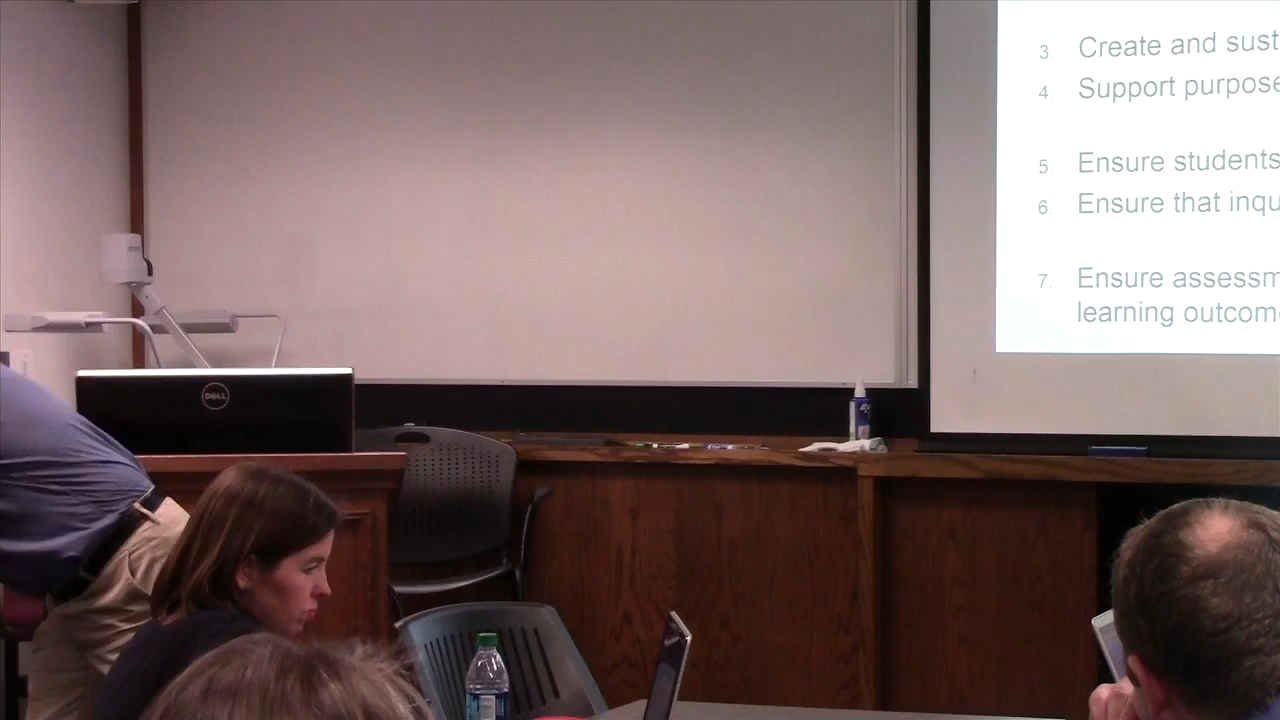 3. Create and sust
4. Support purpose
5. Ensure students
6. Ensure that inqu
7. Ensure assessm
learning outcom
DELL